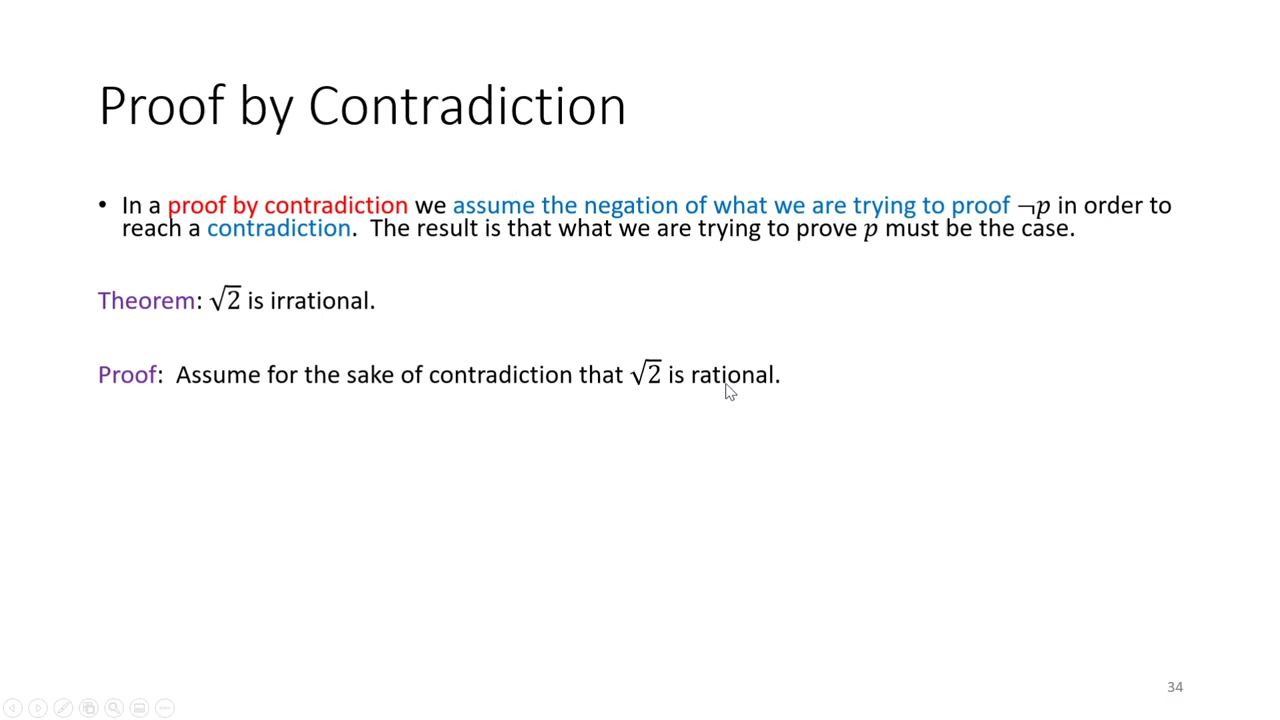 Proof by Contradiction
• In a proof by contradiction we assume the negation of what we are trying to proof ¬p in order to
reach a contradiction. The result is that what we are trying to prove p must be the case.
Theorem: √2 is irrational.
Proof: Assume for the sake of contradiction that √2 is rational.
34